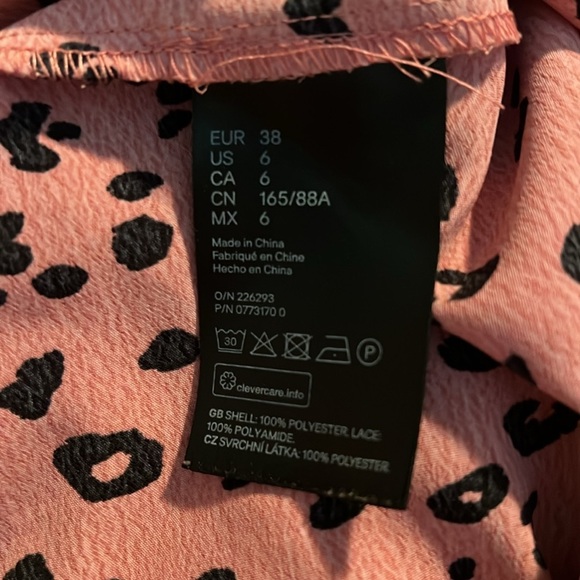 EUR 38
US 6
CA 6
CN 165/88A
MX 6
Made in China
Fabriqué en Chine
Hecho en China
O/N 226293
P/N 0773170 0
30 P
clevercare.info
GB SHELL: 100% POLYESTER. LACE:
100% POLYAMIDE.
CZ SVRCHNÍ LÁTKA: 100% POLYESTER.